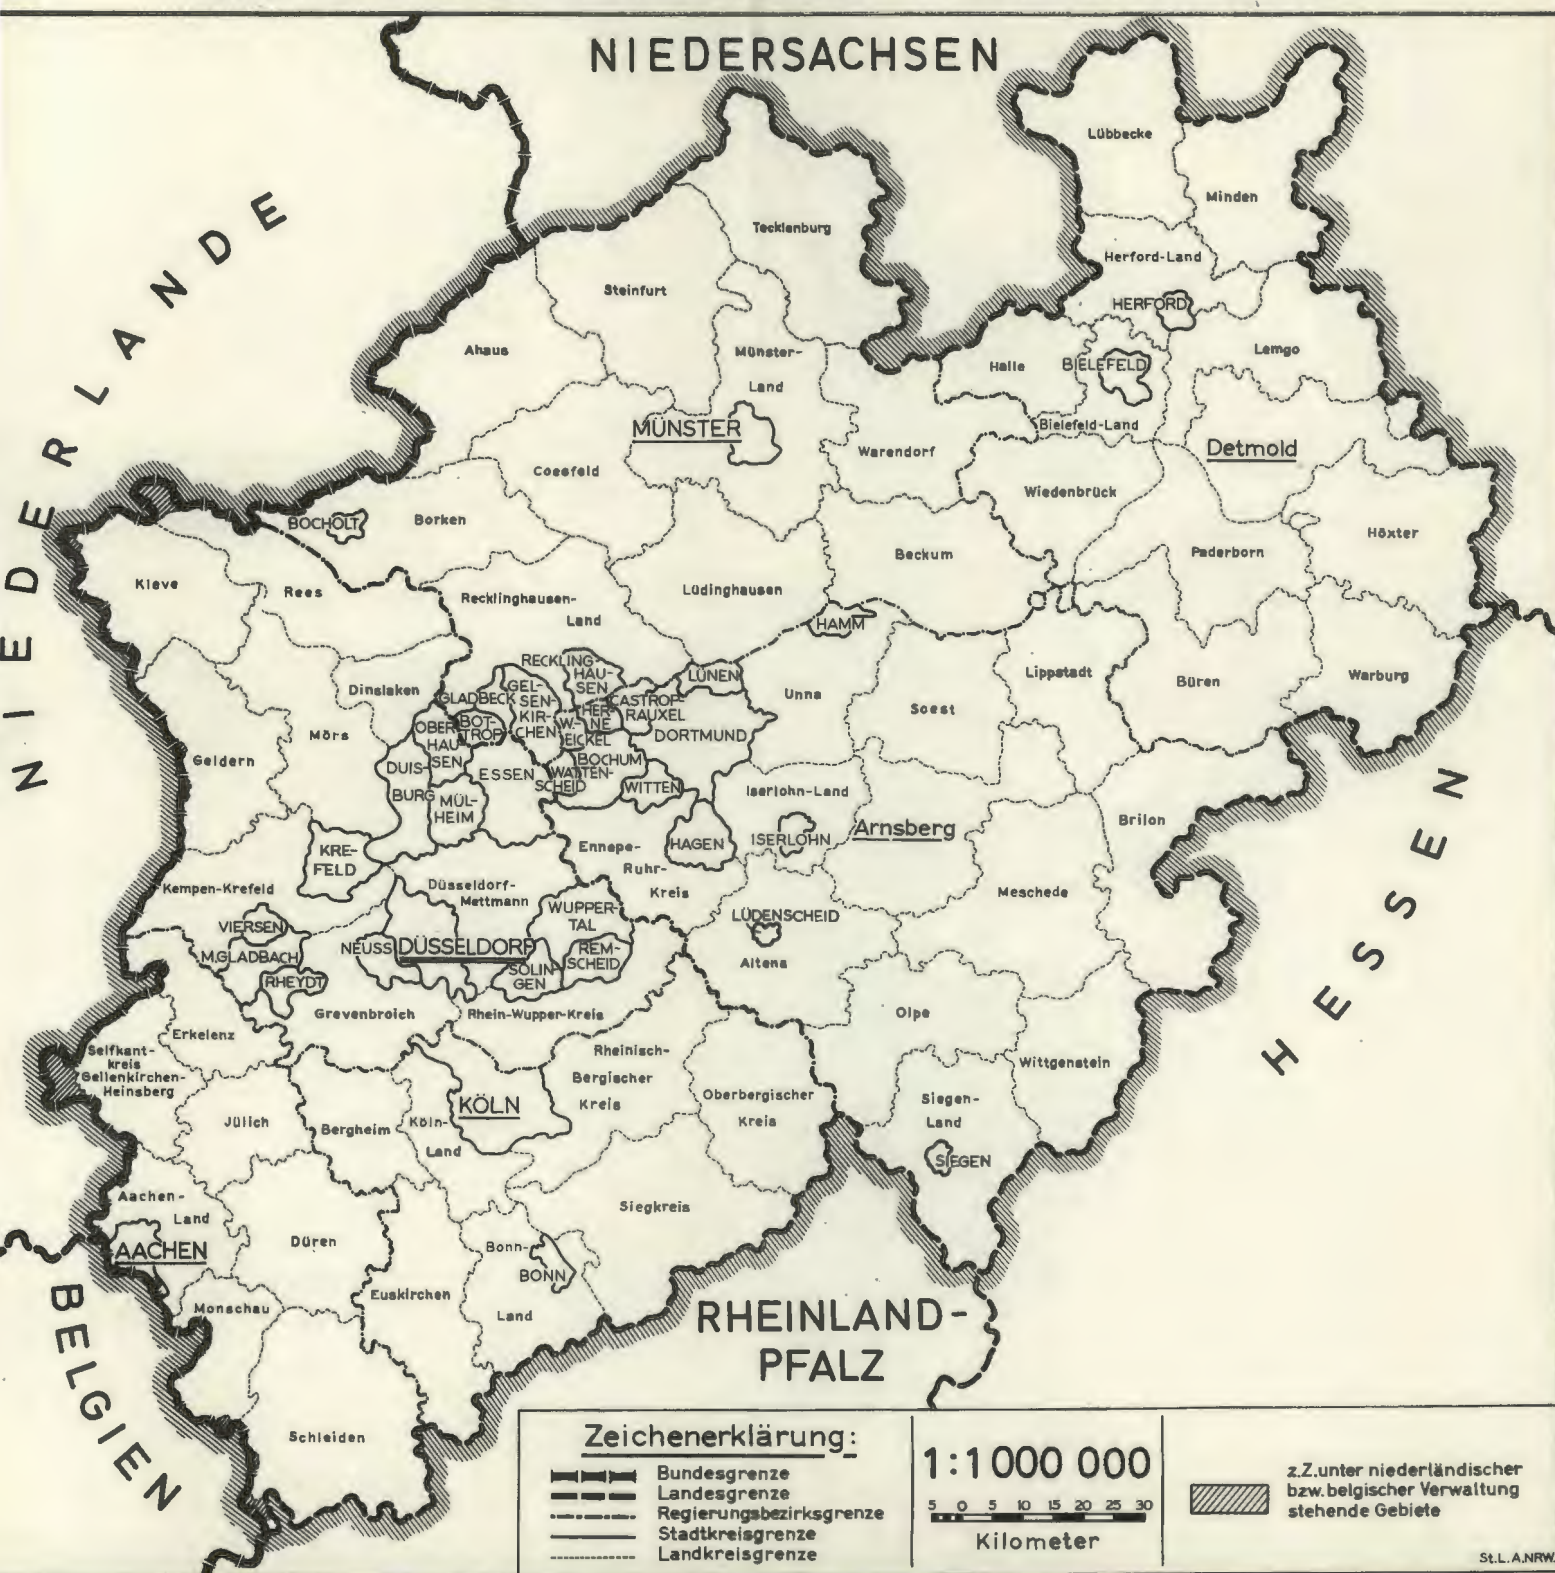 NIEDERSACHSEN
NIEDERLANDE
Lübbecke
Minden
Tecklenburg
Herford-Land
Steinfurt
HERFORD
Ahaus
Münster-
Land
Halle
BIELEFELD
Lemgo
MÜNSTER
Bielefeld-Land
Detmold
Warendorf
Coesfeld
Wiedenbrück
BOCHOLT
Borken
Höxter
Beckum
Paderborn
Kleve
Rees
Recklinghausen-
Land
Lüdinghausen
HAMM
Dinslaken
RECKLING-
HAU-
SEN
LÜNEN
Unna
Lippstadt
Büren
Warburg
Soest
GLADBECK
GEL-
SEN-
KIR-
CHEN
HER-
NE
CASTROP-
RAUXEL
DORTMUND
W.-
EICKEL
OBER
HAU-
SEN
BOT-
TROP
Mörs
Geldern
DUIS-
BURG
ESSEN
BOCHUM
WATTEN-
SCHEID
WITTEN
MÜL-
HEIM
Iserlohn-Land
ISERLOHN
Arnsberg
Brilon
HESSEN
KRE-
FELD
Ennepe-
Ruhr-
Kreis
HAGEN
Kempen-Krefeld
Düsseldorf-
Mettmann
Meschede
WUPPER-
TAL
LÜDENSCHEID
VIERSEN
M.GLADBACH
RHEYDT
NEUSS
DÜSSELDORF
SOLIN-
GEN
REM-
SCHEID
Altena
Grevenbroich
Rhein-Wupper-Kreis
Olpe
Erkelenz
Selfkant-
kreis
Geilenkirchen-
Heinsberg
Rheinisch-
Bergischer
Kreis
Wittgenstein
Oberbergischer
Kreis
Siegen-
Land
SIEGEN
Jülich
Bergheim
Köln-
Land
KÖLN
Aachen-
Land
AACHEN
Düren
Siegkreis
Bonn-
Land
BONN
Euskirchen
Monschau
BELGIEN
RHEINLAND-
PFALZ
Schleiden
Zeichenerklärung:
Bundesgrenze
Landesgrenze
Regierungsbezirksgrenze
Stadtkreisgrenze
Landkreisgrenze
1:1 000 000
5 0 5 10 15 20 25 30
Kilometer
z.Z.unter niederländischer
bzw.belgischer Verwaltung
stehende Gebiete
St.L.A.NRW.